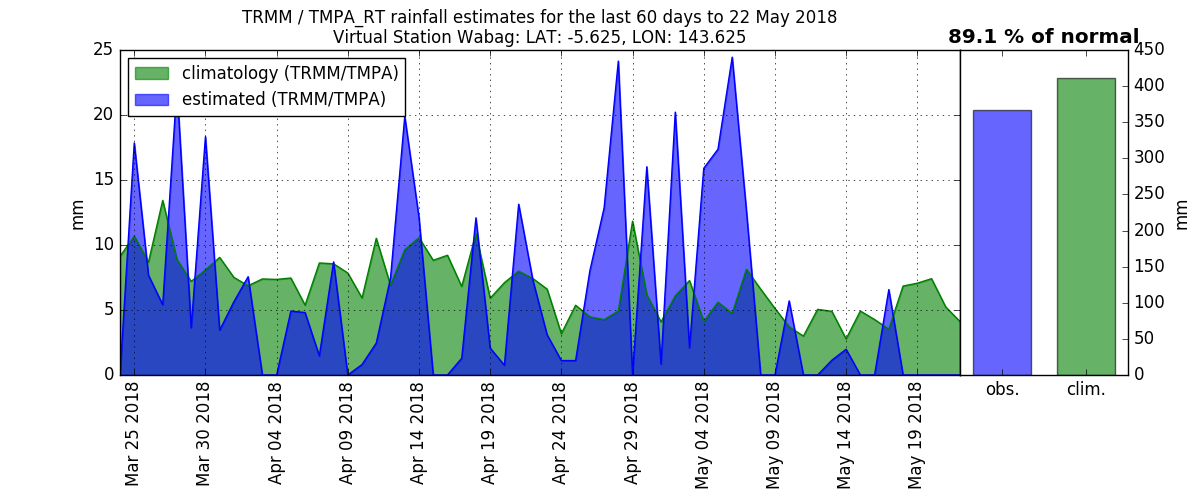 TRMM / TMPA_RT rainfall estimates for the last 60 days to 22 May 2018
Virtual Station Wabag: LAT: -5.625, LON: 143.625
89.1 % of normal
climatology (TRMM/TMPA)
estimated (TRMM/TMPA)
25
20
15
10
5
0
mm
Mar 25 2018
Mar 30 2018
Apr 04 2018
Apr 09 2018
Apr 14 2018
Apr 19 2018
Apr 24 2018
Apr 29 2018
May 04 2018
May 09 2018
May 14 2018
May 19 2018
obs.
clim.
450
400
350
300
250
200
150
100
50
0
mm